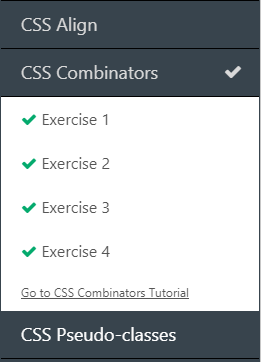 CSS Align
CSS Combinators
Exercise 1
Exercise 2
Exercise 3
Exercise 4
Go to CSS Combinators Tutorial
CSS Pseudo-classes